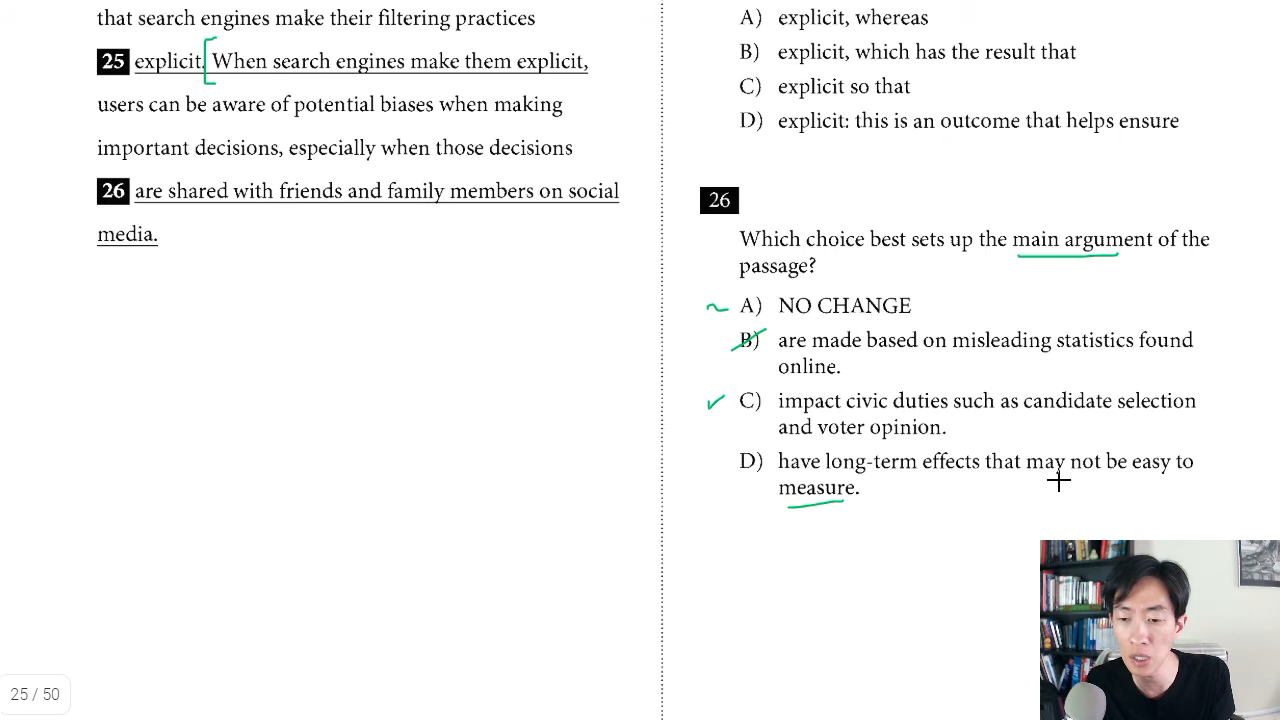 that search engines make their filtering practices
25 explicit. When search engines make them explicit,
users can be aware of potential biases when making
important decisions, especially when those decisions
26 are shared with friends and family members on social
media.
A) explicit, whereas
B) explicit, which has the result that
C) explicit so that
D) explicit: this is an outcome that helps ensure
26
Which choice best sets up the main argument of the
passage?
A) NO CHANGE
B) are made based on misleading statistics found
online.
C) impact civic duties such as candidate selection
and voter opinion.
D) have long-term effects that may not be easy to
measure.
25 / 50